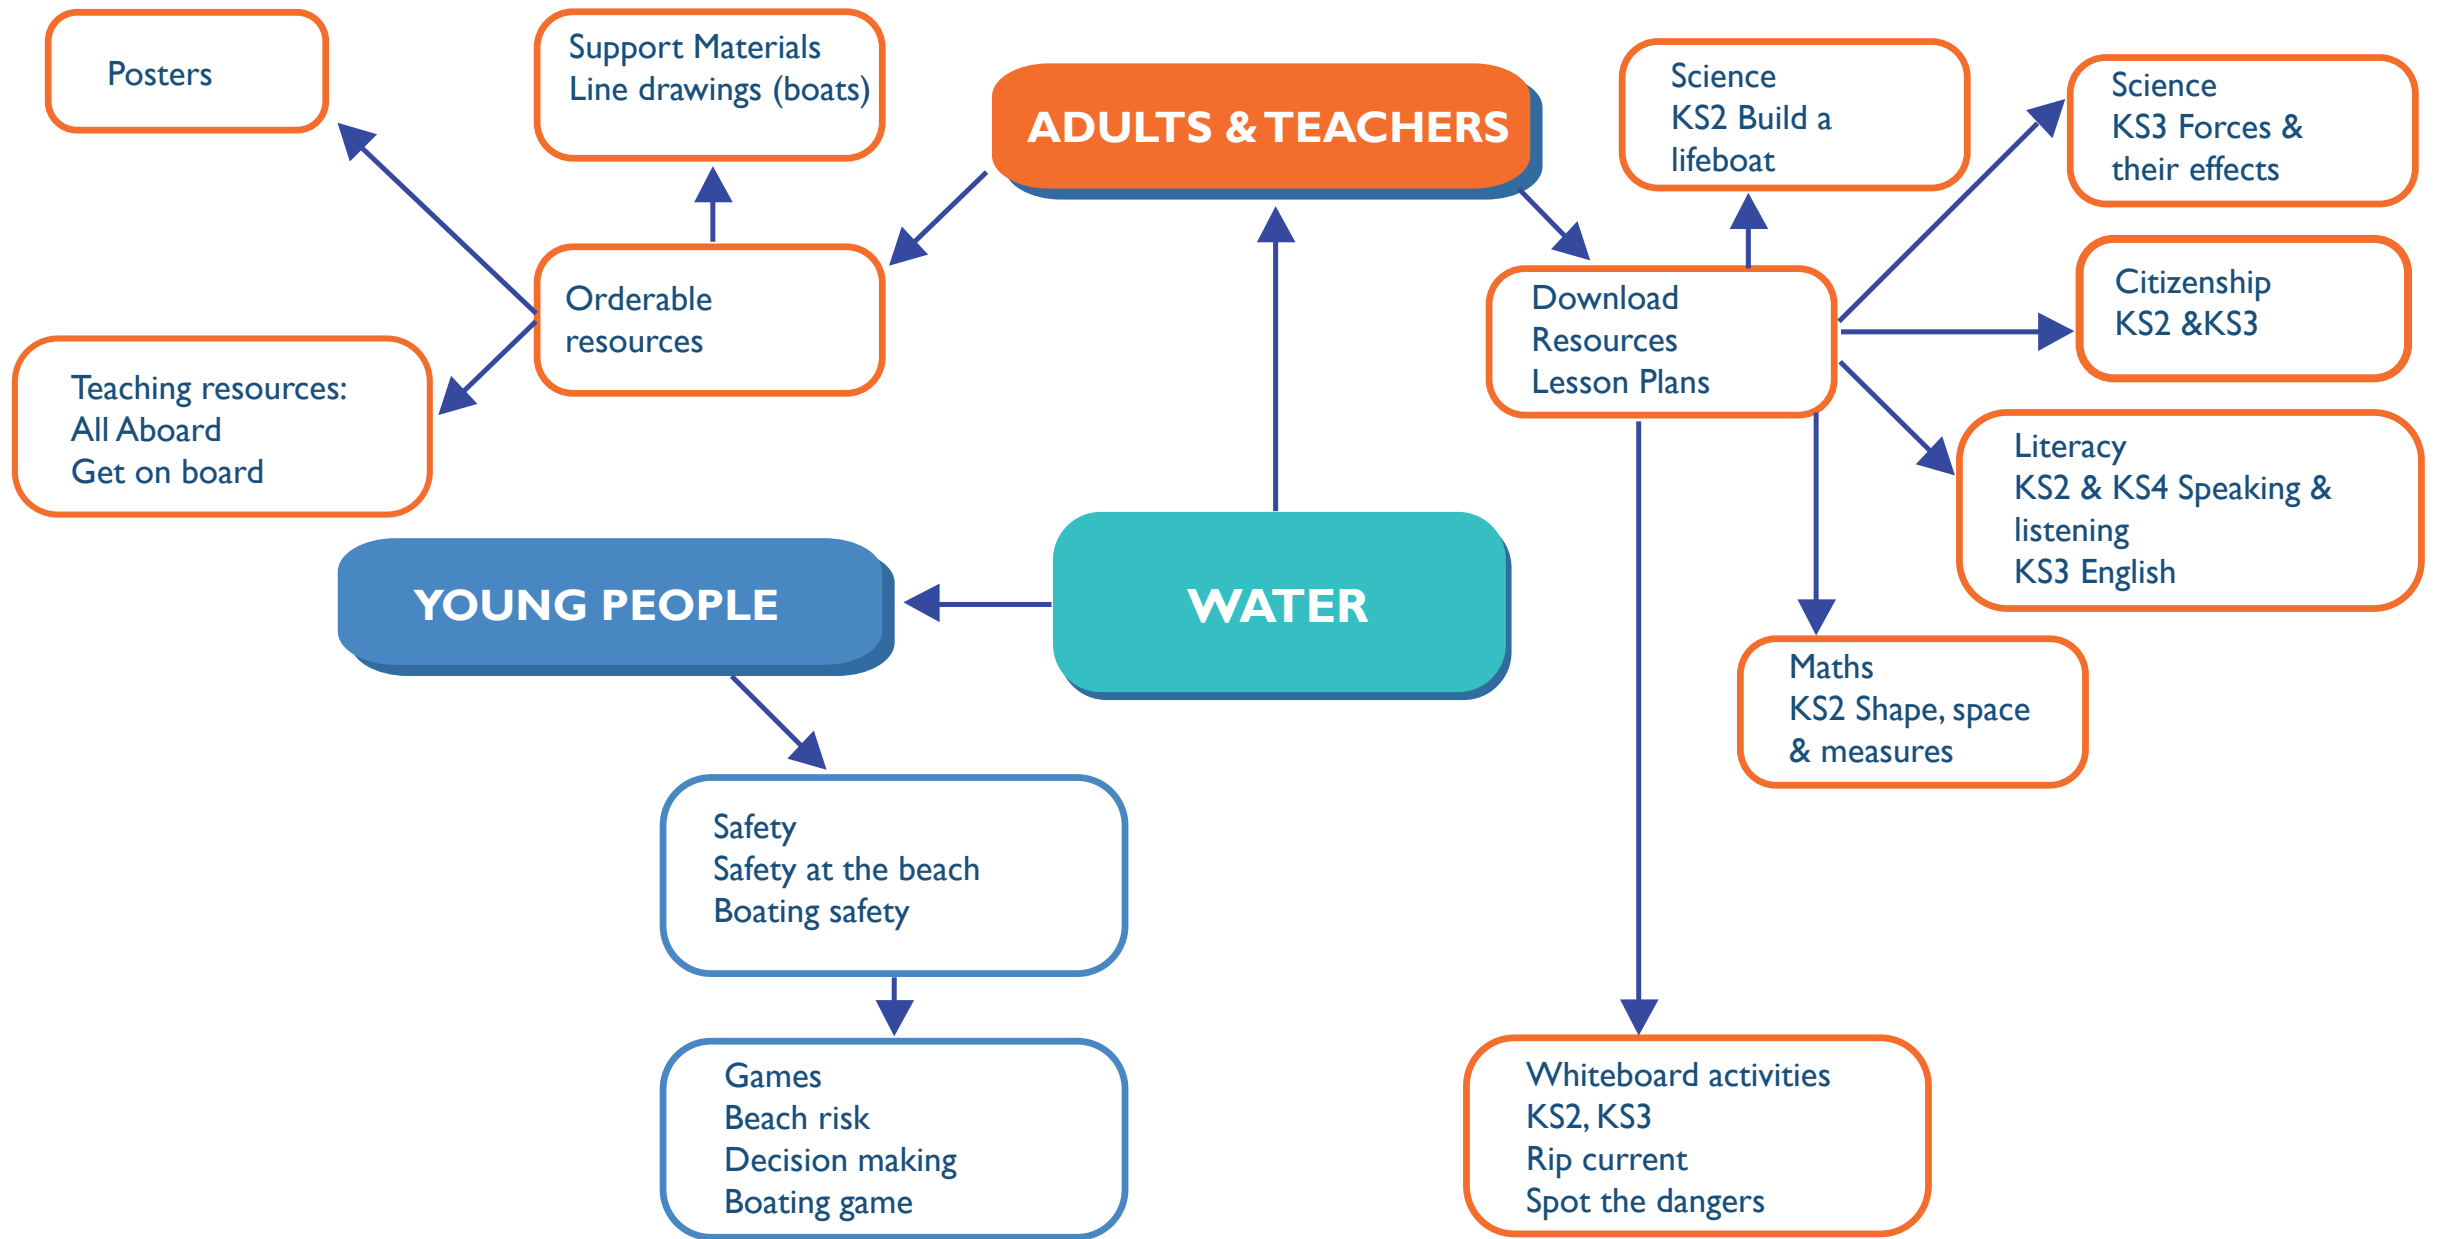 Posters
Support Materials
Line drawings (boats)
ADULTS & TEACHERS
Science
KS2 Build a
lifeboat
Science
KS3 Forces &
their effects
Orderable
resources
Download
Resources
Lesson Plans
Citizenship
KS2 &KS3
Teaching resources:
All Aboard
Get on board
Literacy
KS2 & KS4 Speaking &
listening
KS3 English
YOUNG PEOPLE
WATER
Maths
KS2 Shape, space
& measures
Safety
Safety at the beach
Boating safety
Games
Beach risk
Decision making
Boating game
Whiteboard activities
KS2, KS3
Rip current
Spot the dangers